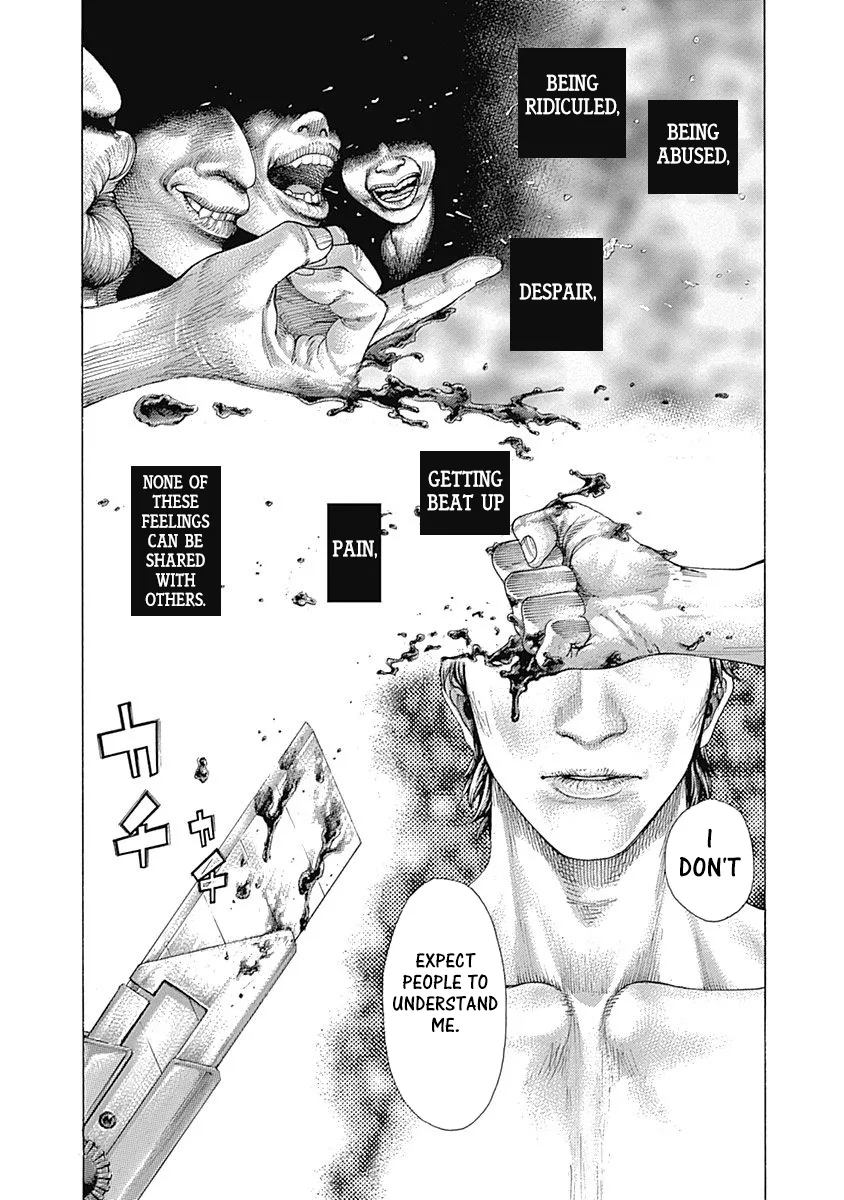 BEING
RIDICULED,
BEING
ABUSED,
DESPAIR,
GETTING
BEAT UP
PAIN,
NONE OF
THESE
FEELINGS
CAN BE
SHARED
WITH
OTHERS.
I
DON'T
EXPECT
PEOPLE TO
UNDERSTAND
ME.